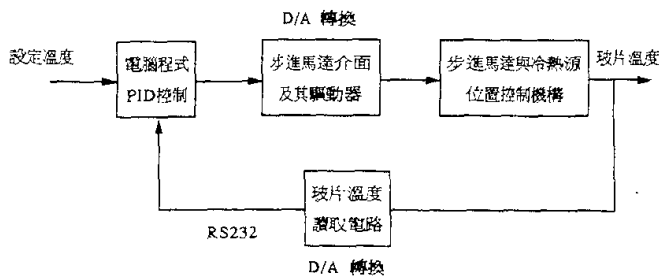 D/A 轉換
設定溫度
電腦程式
PID控制
步進馬達介面
及其驅動器
步進馬達與冷熱源
位置控制機構
玻片溫度
玻片溫度
讀取電路
RS232
D/A 轉換